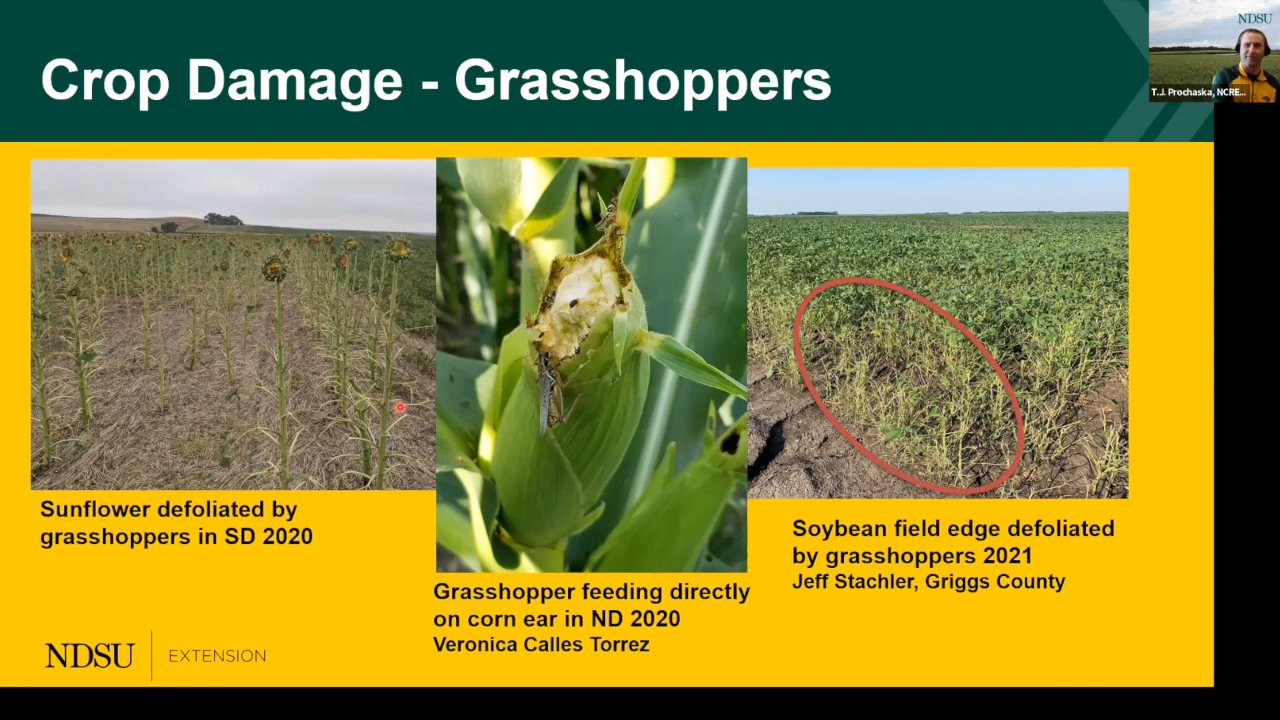 NDSU
T.J. Prochaska, NCRE...
Crop Damage - Grasshoppers
Sunflower defoliated by
grasshoppers in SD 2020
Grasshopper feeding directly
on corn ear in ND 2020
Veronica Calles Torrez
Soybean field edge defoliated
by grasshoppers 2021
Jeff Stachler, Griggs County
NDSU EXTENSION